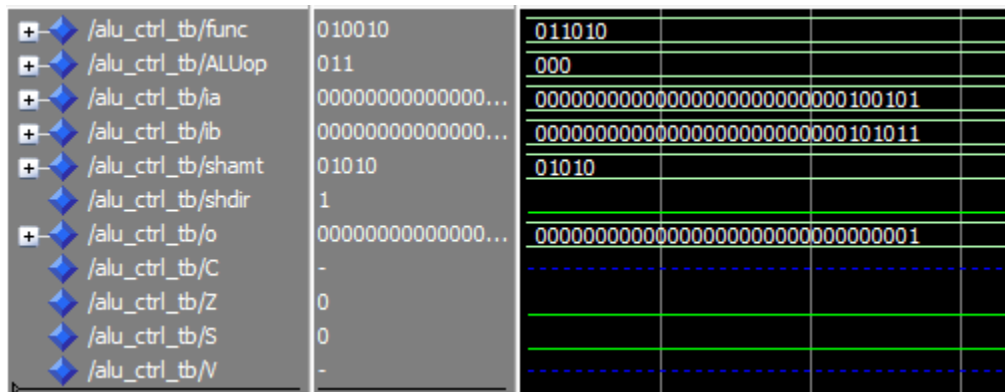 /alu_ctrl_tb/func 010010 011010
/alu_ctrl_tb/ALUop 011 000
/alu_ctrl_tb/ia 00000000000000... 00000000000000000000000000100101
/alu_ctrl_tb/ib 00000000000000... 00000000000000000000000000101011
/alu_ctrl_tb/shamt 01010 01010
/alu_ctrl_tb/shdir 1
/alu_ctrl_tb/o 00000000000000... 00000000000000000000000000000001
/alu_ctrl_tb/C -
/alu_ctrl_tb/Z 0
/alu_ctrl_tb/S 0
/alu_ctrl_tb/V -